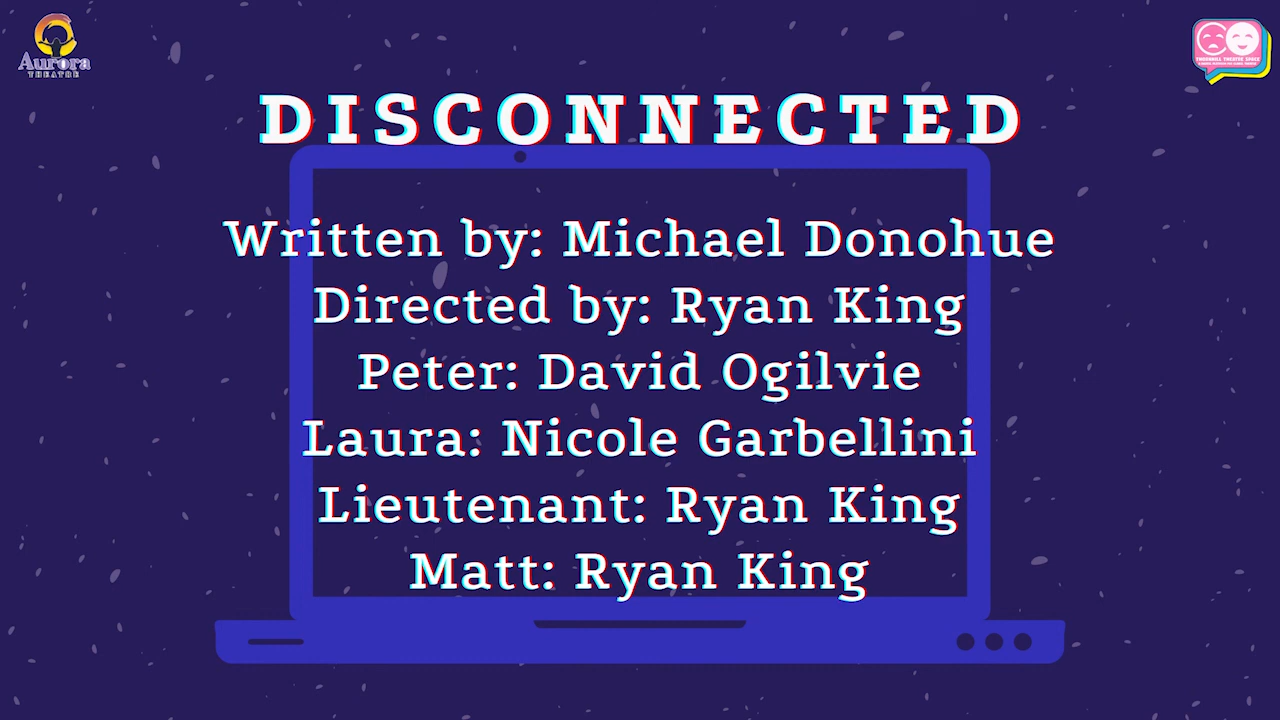 Aurora
THEATRE
DISCONNECTED
Written by: Michael Donohue
Directed by: Ryan King
Peter: David Ogilvie
Laura: Nicole Garbellini
Lieutenant: Ryan King
Matt: Ryan King